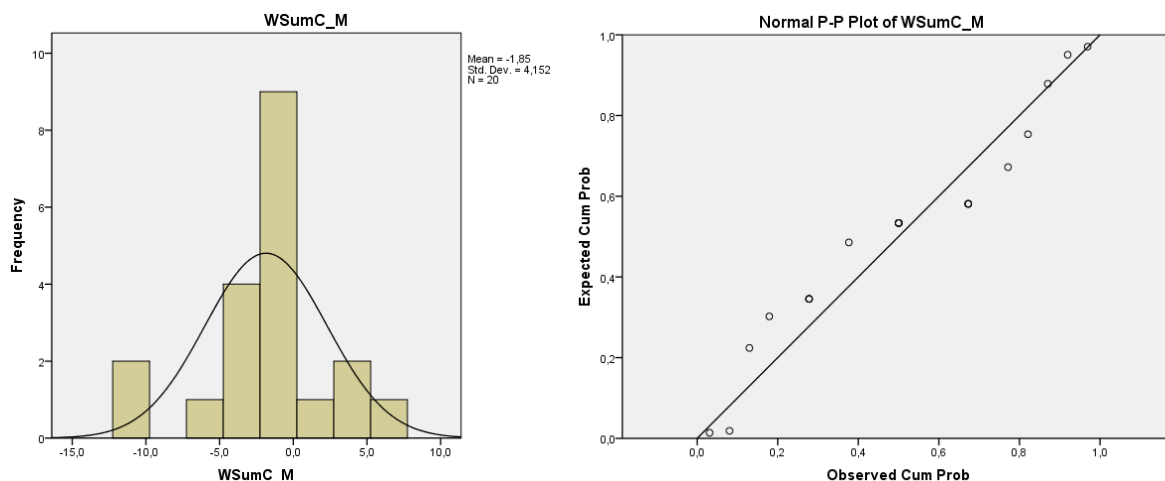 WSumC_M
Mean = -1,85
Std. Dev. = 4,152
N = 20
10
8
6
4
2
0
Frequency
-15,0 -10,0 -5,0 0,0 5,0 10,0
WSumC_M
Normal P-P Plot of WSumC_M
1,0
0,8
0,6
0,4
0,2
0,0
Expected Cum Prob
0,0 0,2 0,4 0,6 0,8 1,0
Observed Cum Prob